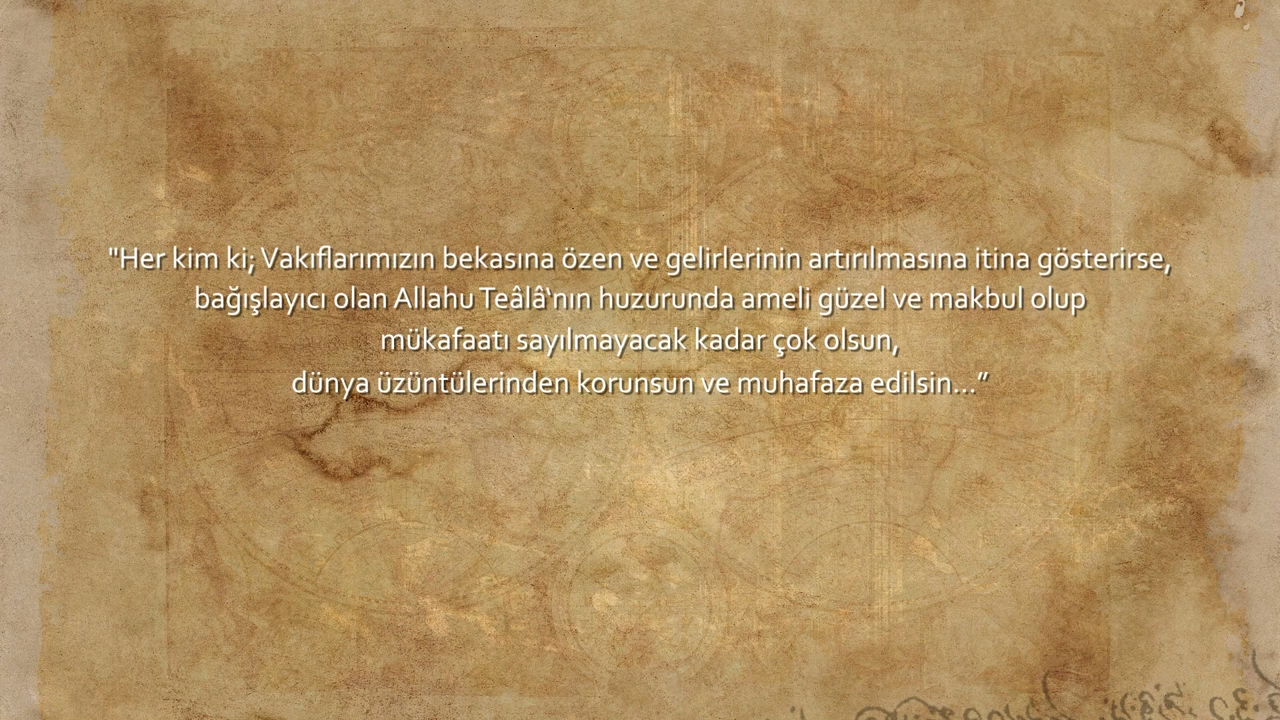 "Her kim ki; Vakıflarımızın bekasına özen ve gelirlerinin artırılmasına itina gösterirse,
bağışlayıcı olan Allahu Teâlâ‘nın huzurunda ameli güzel ve makbul olup
mükafaatı sayılmayacak kadar çok olsun,
dünya üzüntülerinden korunsun ve muhafaza edilsin...”